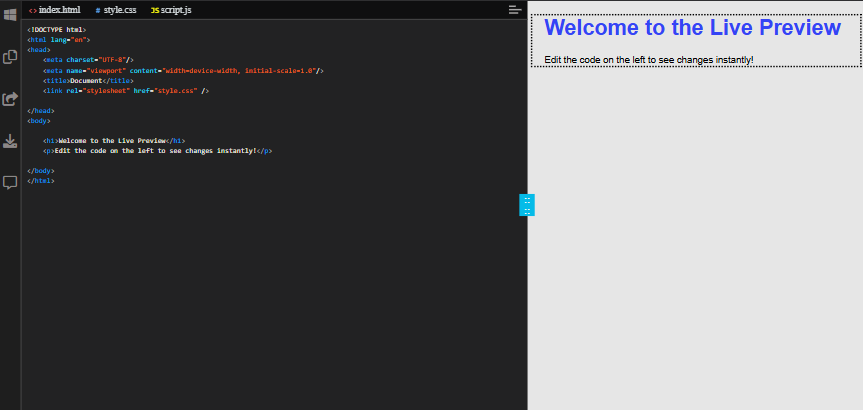 <> index.html # style.css JS script.js
<!DOCTYPE html>
<html lang="en">
<head>
<meta charset="UTF-8"/>
<meta name="viewport" content="width=device-width, initial-scale=1.0"/>
<title>Document</title>
<link rel="stylesheet" href="style.css" />
</head>
<body>
<h1>Welcome to the Live Preview</h1>
<p>Edit the code on the left to see changes instantly!</p>
</body>
</html>
Welcome to the Live Preview
Edit the code on the left to see changes instantly!